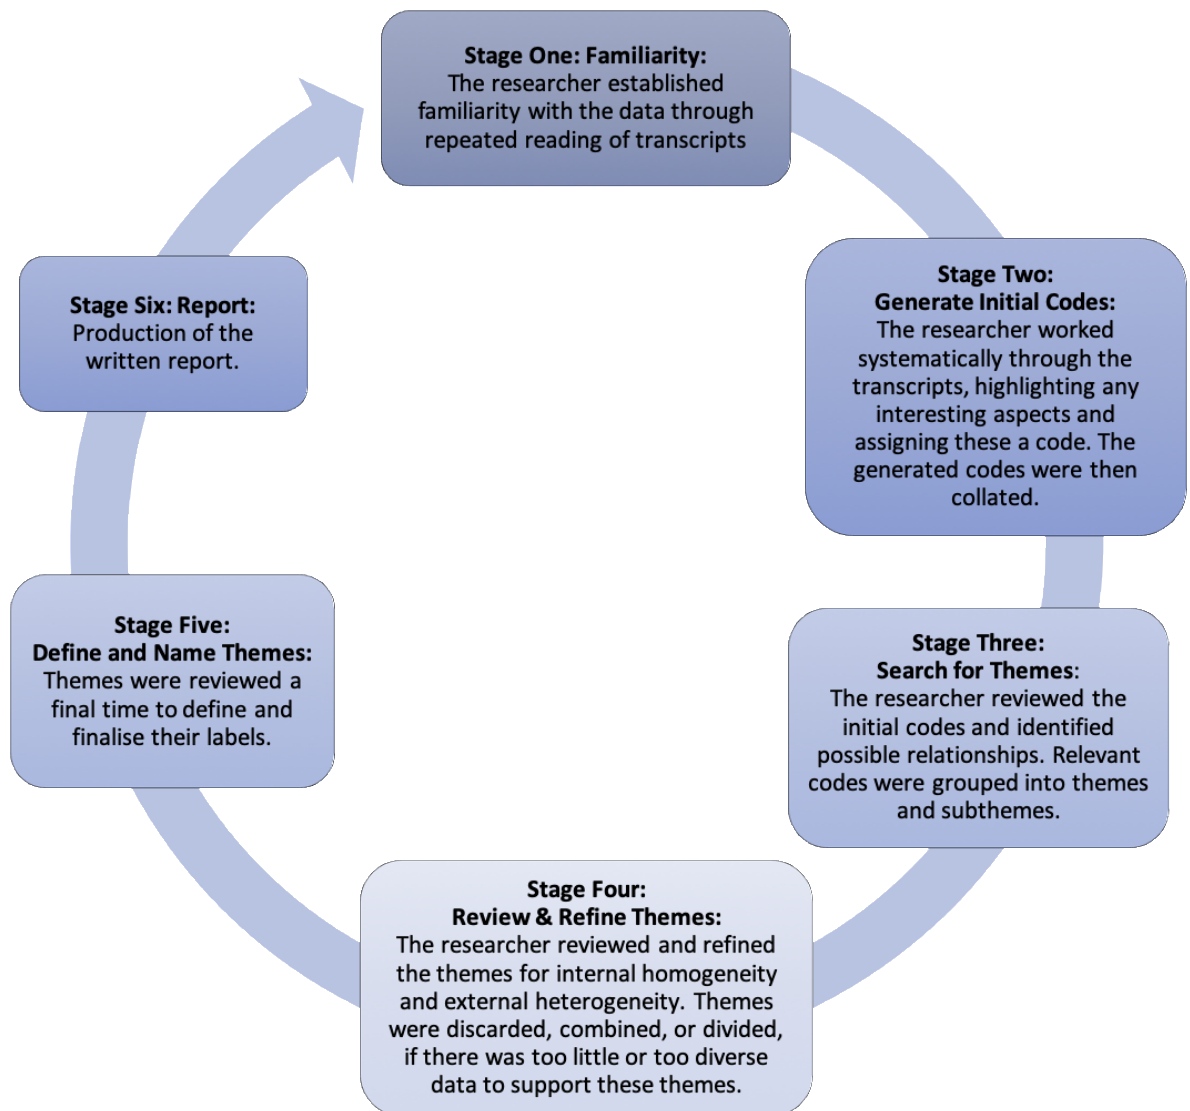 Stage One: Familiarity:
The researcher established
familiarity with the data through
repeated reading of transcripts
Stage Two:
Generate Initial Codes:
The researcher worked
systematically through the
transcripts, highlighting any
interesting aspects and
assigning these a code. The
generated codes were then
collated.
Stage Three:
Search for Themes:
The researcher reviewed the
initial codes and identified
possible relationships. Relevant
codes were grouped into themes
and subthemes.
Stage Four:
Review & Refine Themes:
The researcher reviewed and refined
the themes for internal homogeneity
and external heterogeneity. Themes
were discarded, combined, or divided,
if there was too little or too diverse
data to support these themes.
Stage Five:
Define and Name Themes:
Themes were reviewed a
final time to define and
finalise their labels.
Stage Six: Report:
Production of the
written report.